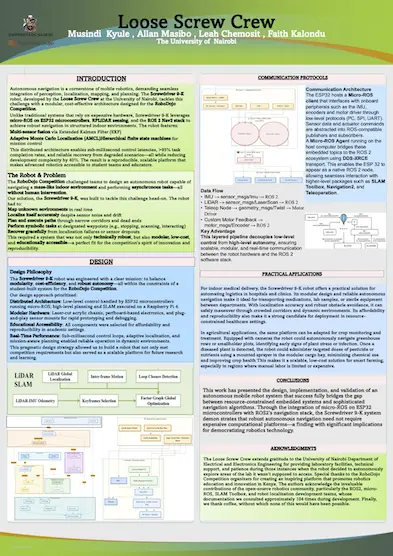 Loose Screw Crew
Musindi Kyule , Allan Masibo , Leah Chemosit , Faith Kalondu
The University of Nairobi
INTRODUCTION
Autonomous navigation is a cornerstone of mobile robotics, demanding seamless
integration of perception, localization, mapping, and planning. The Screwdriver 9-K
robot, developed by the Loose Screw Crew at the University of Nairobi, tackles this
challenge with a modular, cost-effective architecture designed for the RoboDojo
Competition.
Unlike traditional systems that rely on expensive hardware, Screwdriver 9-K leverages
micro-ROS on ESP32 microcontrollers, RPLIDAR sensing, and the ROS 2 Nav2 Stack to
achieve robust navigation in structured indoor environments. The robot features:
Multi-sensor fusion via Extended Kalman Filter (EKF)
Adaptive Monte Carlo Localization (AMCL)Hierarchical finite state machines for
mission control
This distributed architecture enables sub-millisecond control intervals, >95% task
completion rates, and reliable recovery from degraded scenarios—all while reducing
development complexity by 40%. The result is a reproducible, scalable platform that
makes advanced robotics accessible to student teams and educators.
The Robot & Problem
The RoboDojo Competition challenged teams to design an autonomous robot capable of
navigating a maze-like indoor environment and performing asynchronous tasks—all
without human intervention.
Our solution, the Screwdriver 9-K, was built to tackle this challenge head-on. The robot
had to:
Map unknown environments in real time
Localize itself accurately despite sensor noise and drift
Plan and execute paths through narrow corridors and dead ends
Perform symbolic tasks at designated waypoints (e.g. stopping, scanning, interacting)
Recover gracefully from localization failures or sensor dropouts
This required a system that was not only technically robust, but also modular, low-cost,
and educationally accessible—a perfect fit for the competition's spirit of innovation and
reproducibility.
DESIGN
Design Philosophy
The Screwdriver 9-K robot was engineered with a clear mission: to balance
modularity, cost-efficiency, and robust autonomy—all within the constraints of a
student-built system for the RoboDojo Competition.
Our design approach prioritized:
Distributed Architecture: Low-level control handled by ESP32 microcontrollers
running micro-ROS; high-level planning and SLAM executed on a Raspberry Pi 4.
Modular Hardware: Laser-cut acrylic chassis, perforated-board electronics, and plug-
and-play sensor mounts for rapid prototyping and debugging.
Educational Accessibility: All components were selected for affordability and
reproducibility in academic settings.
Real-Time Performance: Sub-millisecond control loops, adaptive localization, and
mission-aware planning enabled reliable operation in dynamic environments.
This pragmatic design strategy allowed us to build a robot that not only met
competition requirements but also served as a scalable platform for future research
and learning.
LiDAR
SLAM
LiDAR Global
Localization
Inter-frame Motion
Loop Closure Detection
LiDAR-IMU Odometry
Keyframes Selection
Factor Graph Global
Optimization
COMMUNICATION PROTOCOLS
Communication Architecture
The ESP32 hosts a Micro-ROS
client that interfaces with onboard
peripherals such as the IMU,
encoders and motor driver through
low-level protocols (I²C, SPI, UART).
Sensor data and actuator commands
are abstracted into ROS-compatible
publishers and subscribers.
A Micro-ROS Agent running on the
host computer bridges these
embedded topics to the ROS 2
ecosystem using DDS-XRCE
transport. This enables the ESP 32 to
appear as a native ROS 2 node,
allowing seamless interaction with
higher-level packages such as SLAM
Toolbox, Navigation2, and
Teleoperation.
Data Flow
• IMU → sensor_msgs/Imu → ROS 2
• LiDAR → sensor_msgs/LaserScan → ROS 2
• Teleop Node → geometry_msgs/Twist → Motor
Driver
• Custom Motor Feedback →
motor_msgs/Encoder → ROS 2
Key Advantage
This layered pipeline decouples low-level
control from high-level autonomy, ensuring
scalable, modular, and real-time communication
between the robot hardware and the ROS 2
software stack.
PRACTICAL APPLICATIONS
For indoor medical delivery, the Screwdriver 9-K robot offers a practical solution for
automating logistics in hospitals and clinics. Its modular design and reliable autonomous
navigation make it ideal for transporting medications, lab samples, or sterile equipment
between departments. With localization accuracy and robust obstacle avoidance, it can
safely maneuver through crowded corridors and dynamic environments. Its affordability
and reproducibility also make it a strong candidate for deployment in resource-
constrained healthcare settings.
In agricultural applications, the same platform can be adapted for crop monitoring and
treatment. Equipped with cameras the robot could autonomously navigate greenhouse
rows or smallholder plots, identifying early signs of plant stress or infection. Based on
preloaded thresholds, the robot could administer targeted doses of treatments or
nutrients using a mounted sprayer in the modular cargo bay, minimizing chemical use
and improving crop health. This makes it a scalable, low-cost solution for smart farming,
especially in regions where manual labor is limited or expensive.
CONCLUSIONS
This work has presented the design, implementation, and validation of an
autonomous mobile robot system that success fully bridges the gap
between resource-constrained embedded systems and sophisticated
navigation algorithms. Through the integration of micro-ROS on ESP32
microcontrollers with ROS2's navigation stack, the Screwdriver 9-K system
demon strates that robust autonomous navigation need not require
expensive computational platforms—a finding with significant implications
for democratizing robotics technology.
AKNOWLEDGMENTS
The Loose Screw Crew extends gratitude to the University of Nairobi Department of
Electrical and Electronics Engineering for providing laboratory facilities, technical
support, and patience during those instances when the robot decided to autonomously
explore areas of the lab it wasn't supposed to access. Special thanks to the RoboDojo
Competition organizers for creating an inspiring platform that promotes robotics
education and innovation in Kenya. The authors acknowledge the invaluable
contributions of the open-source robotics community, particularly the ROS2, micro-
ROS, SLAM Toolbox, and robot localization development teams, whose
documentation we consulted approximately 104 times during development. Finally,
we thank coffee, without which none of this would have been possible.